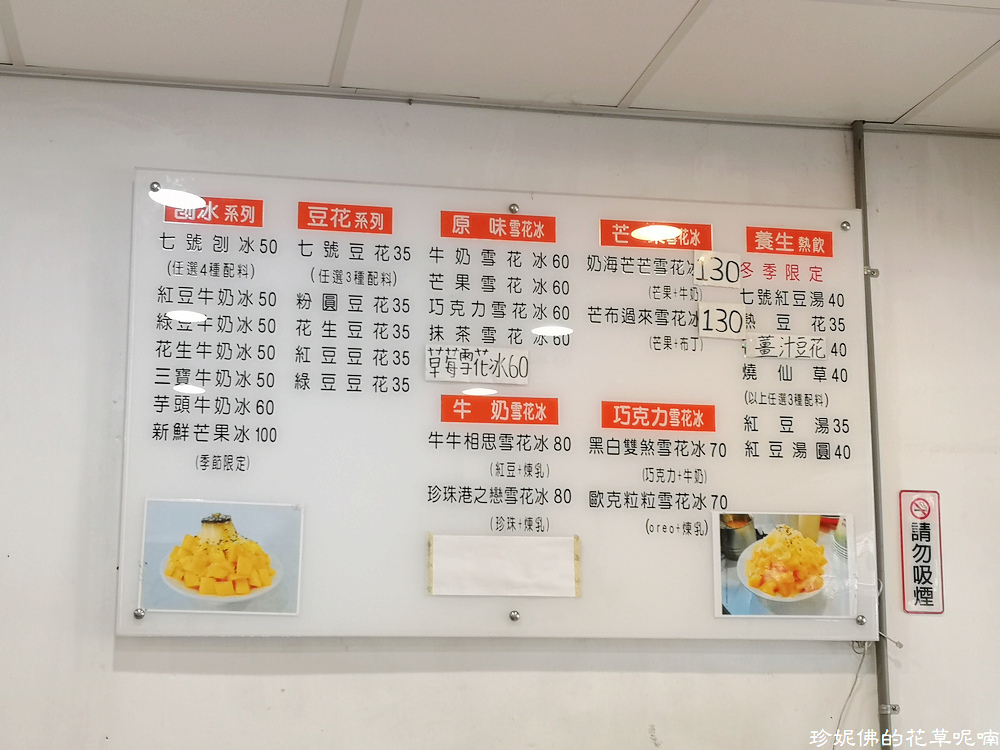 刨冰系列
七號刨冰50
(任選4種配料)
紅豆牛奶冰50
綠豆牛奶冰50
花生牛奶冰50
三寶牛奶冰50
芋頭牛奶冰60
新鮮芒果冰100
(季節限定)
豆花系列
七號豆花35
(任選3種配料)
粉圓豆花35
花生豆花35
紅豆豆花35
綠豆豆花35
原味雪花冰
牛奶雪花冰60
芒果雪花冰60
巧克力雪花冰60
抹茶雪花冰60
草莓雪花冰60
牛奶雪花冰
牛牛相思雪花冰80
(紅豆+煉乳)
珍珠港之戀雪花冰80
(珍珠+煉乳)
芒果雪花冰
奶海芒芒雪花冰130
(芒果+牛奶)
芒布過來雪花冰130
(芒果+布丁)
巧克力雪花冰
黑白雙煞雪花冰70
(巧克力+牛奶)
歐克粒粒雪花冰70
(oreo+煉乳)
養生熱飲
冬季限定
七號紅豆湯40
熱豆花35
薑汁豆花40
燒仙草40
(以上任選3種配料)
紅豆湯35
紅豆湯圓40
請勿吸煙
珍妮佛的花草呢喃